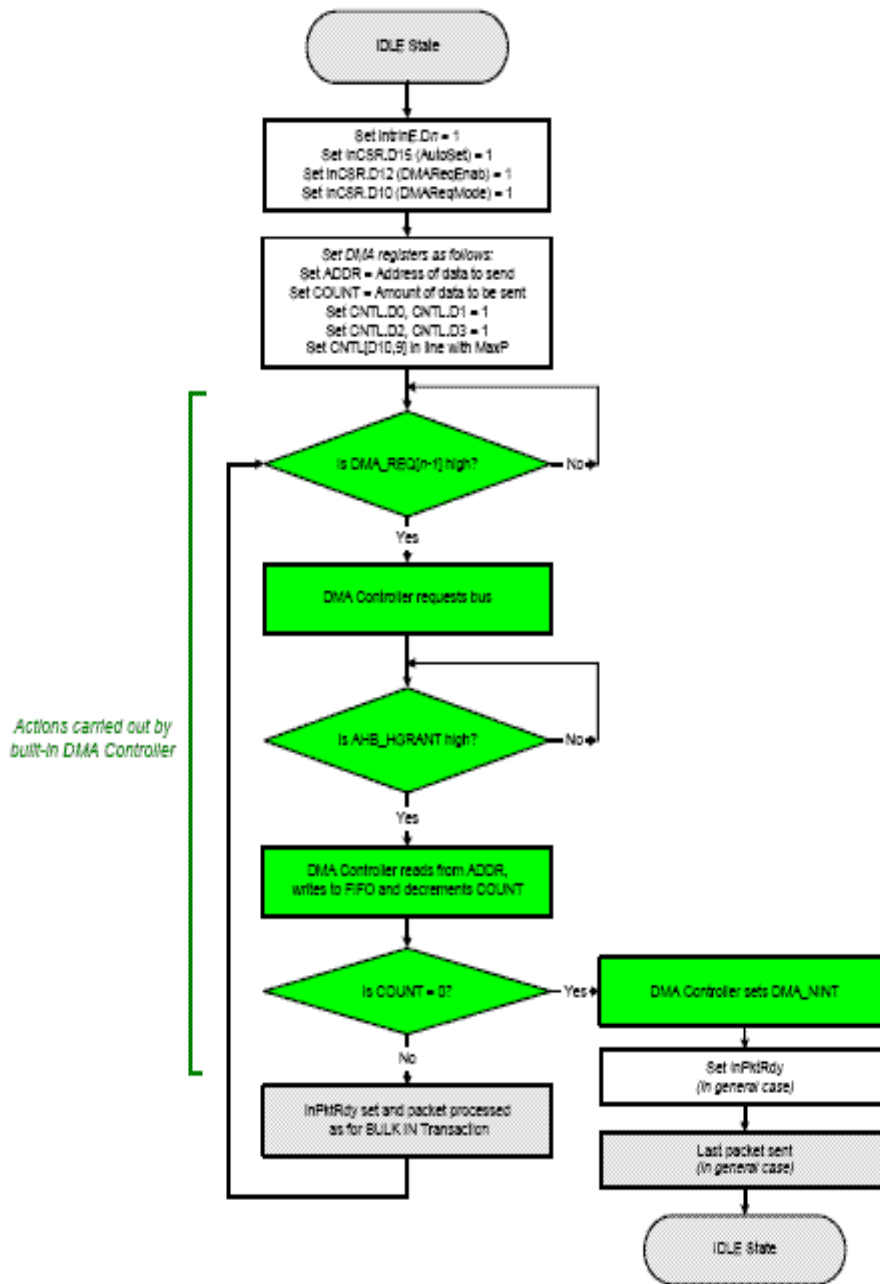 IDLE State
Set IntrInE.Dn = 1
Set InCSR.D15 (AutoSet) = 1
Set InCSR.D12 (DMAReqEnab) = 1
Set InCSR.D10 (DMAReqMode) = 1
Set DMA registers as follows:
Set ADDR = Address of data to send
Set COUNT = Amount of data to be sent
Set CNTL.D0, CNTL.D1 = 1
Set CNTL.D2, CNTL.D3 = 1
Set CNTL[D10,9] in line with MaxP
Is DMA_REQ[n-1] high?
No
Yes
DMA Controller requests bus
Is AHB_HGRANT high?
No
Actions carried out by
built-in DMA Controller
Yes
DMA Controller reads from ADDR,
writes to FIFO and decrements COUNT
Is COUNT = 0?
Yes
DMA Controller sets DMA_NINT
No
Set InPktRdy
(in general case)
InPktRdy set and packet processed
as for BULK IN Transaction
Last packet sent
(in general case)
IDLE State